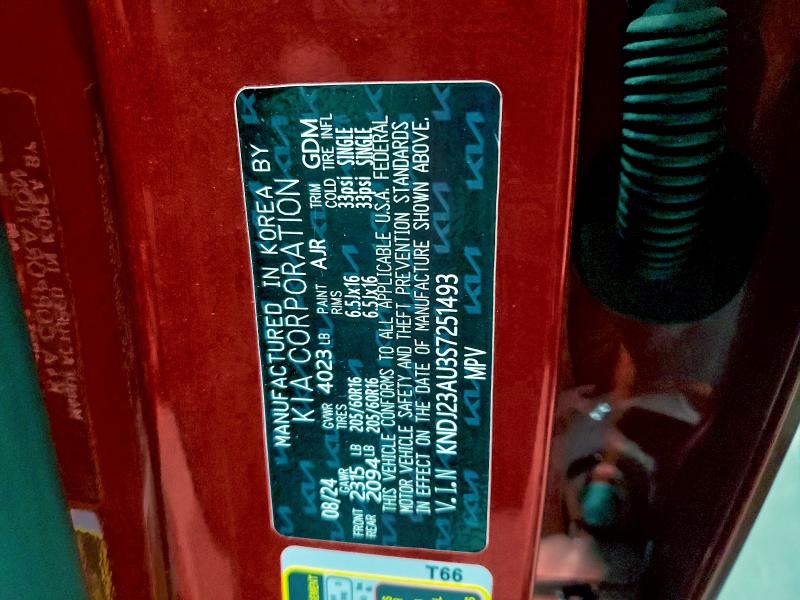 MANUFACTURED IN KOREA BY
KIA CORPORATION
08/24 GVWR 4023 LB PAINT AJR TRIM GDM
GAWR TIRES RIMS COLD TIRE INFL
FRONT 2315 LB 205/60R16 6.5Jx16 33psi SINGLE
REAR 2094 LB 205/60R16 6.5Jx16 33psi SINGLE
THIS VEHICLE CONFORMS TO ALL APPLICABLE U.S.A. FEDERAL
MOTOR VEHICLE SAFETY AND THEFT PREVENTION STANDARDS
IN EFFECT ON THE DATE OF MANUFACTURE SHOWN ABOVE.
V.I.N KNDJ23AU3S7251493
MPV
T66